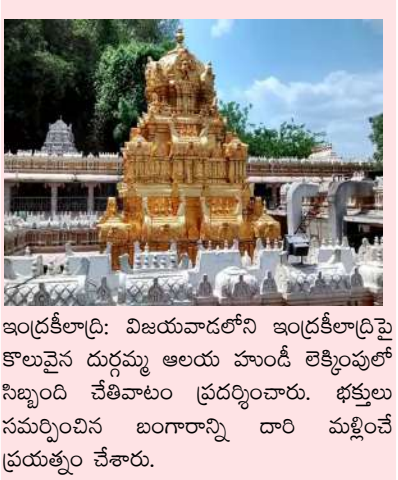 ఇంద్రకీలాద్రి: విజయవాడలోని ఇంద్రకీలాద్రిపై
కొలువైన దుర్గమ్మ ఆలయ హుండీ లెక్కింపులో
సిబ్బంది చేతివాటం ప్రదర్శించారు. భక్తులు
సమర్పించిన బంగారాన్ని దారి మళ్లించే
ప్రయత్నం చేశారు.